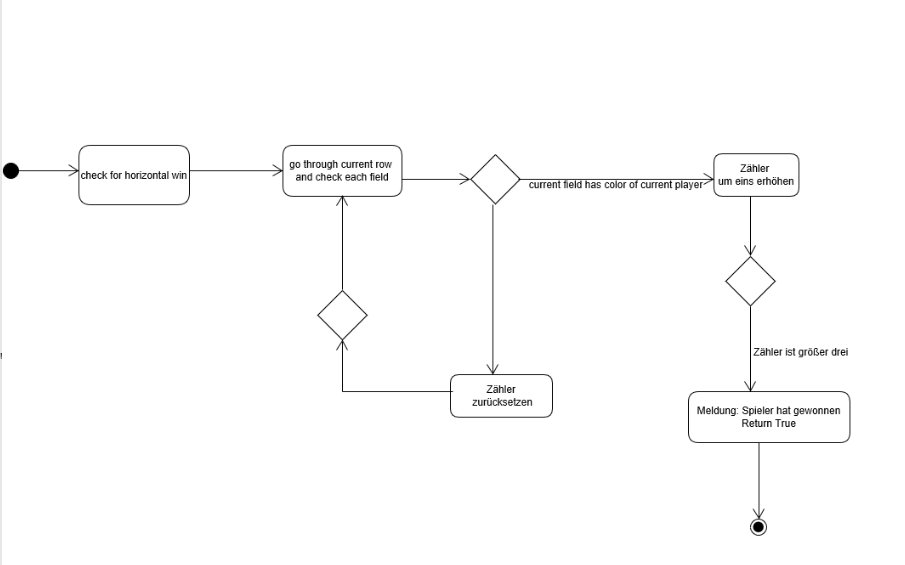 check for horizontal win
go through current row
and check each field
current field has color of current player
Zähler
um eins erhöhen
Zähler ist größer drei
Zähler
zurücksetzen
Meldung: Spieler hat gewonnen
Return True